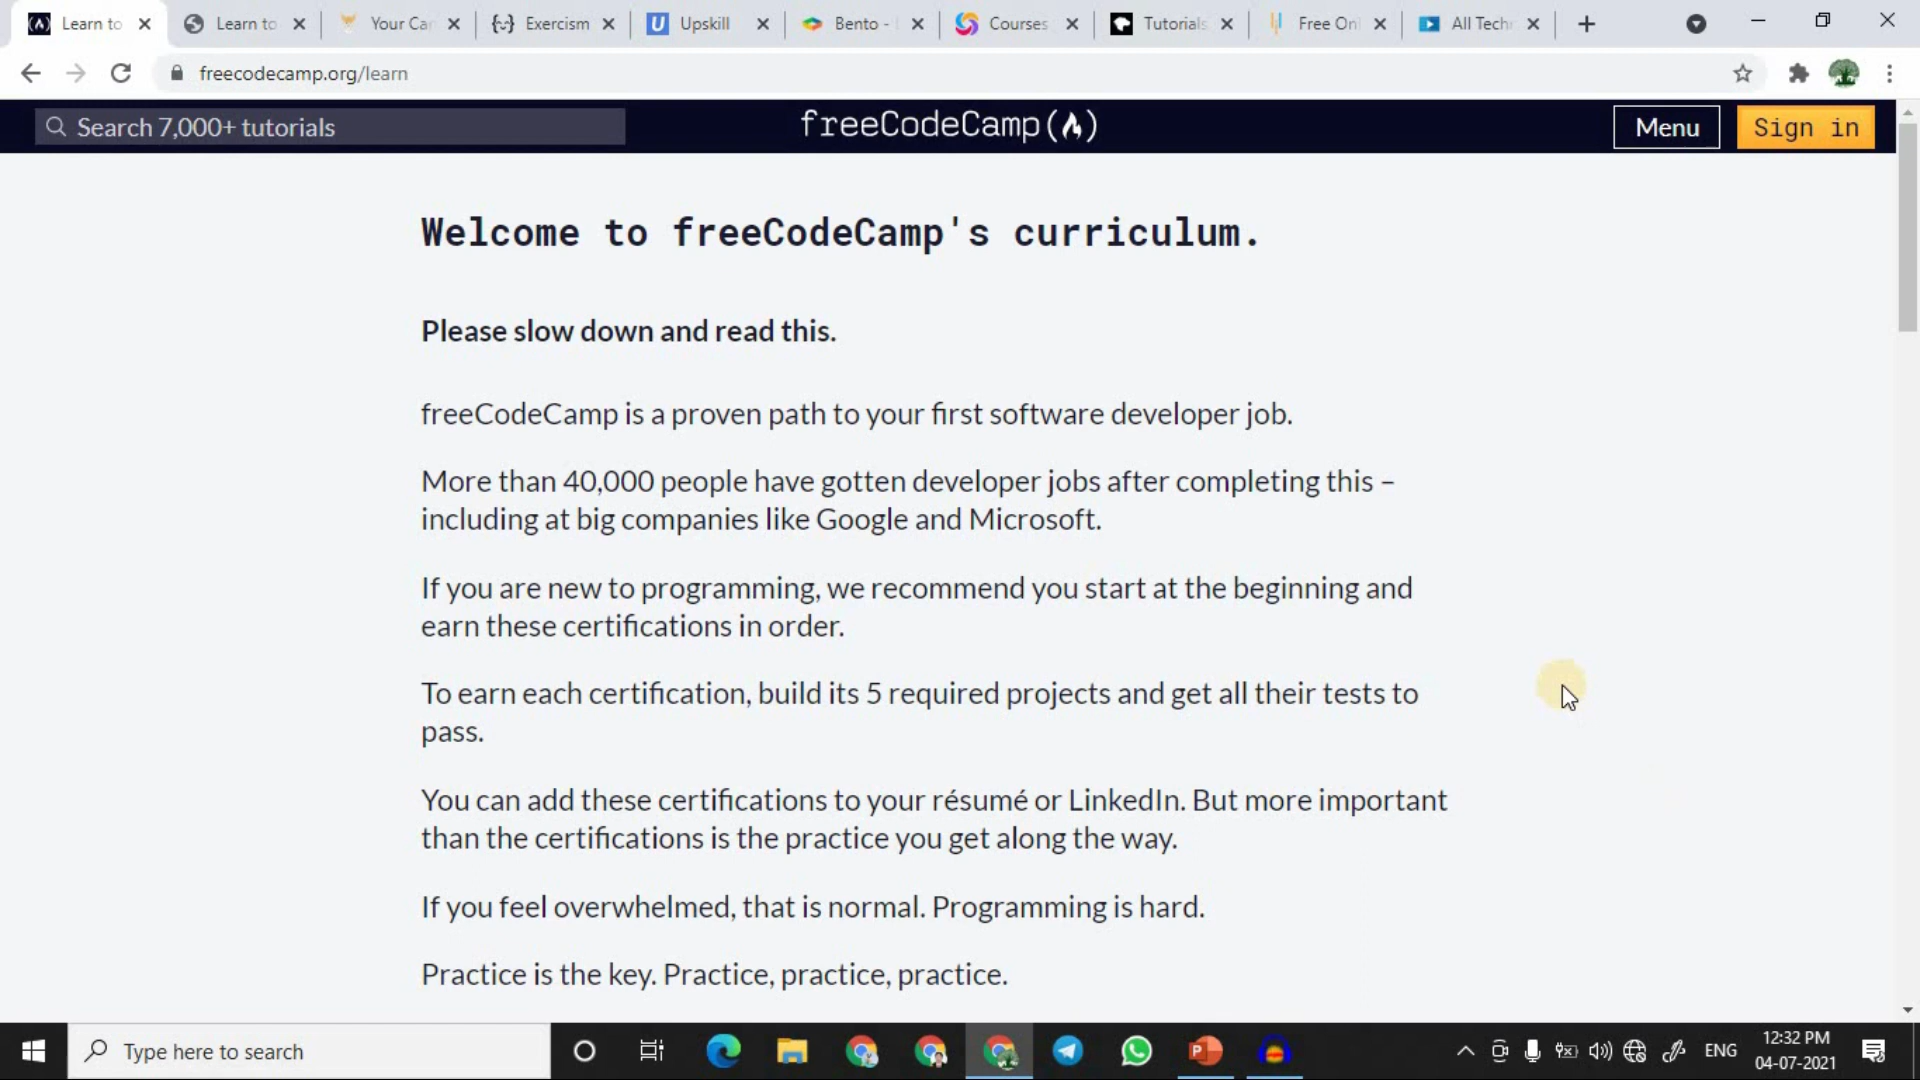 Learn to
Learn to
Your Car
Exercism
Upskill
Bento -
Courses
Tutorials
Free Onl
All Tech
freecodecamp.org/learn
Search 7,000+ tutorials
freeCodeCamp
Menu
Sign in
Welcome to freeCodeCamp's curriculum.
Please slow down and read this.
freeCodeCamp is a proven path to your first software developer job.
More than 40,000 people have gotten developer jobs after completing this –
including at big companies like Google and Microsoft.
If you are new to programming, we recommend you start at the beginning and
earn these certifications in order.
To earn each certification, build its 5 required projects and get all their tests to
pass.
You can add these certifications to your résumé or LinkedIn. But more important
than the certifications is the practice you get along the way.
If you feel overwhelmed, that is normal. Programming is hard.
Practice is the key. Practice, practice, practice.
Type here to search
ENG
12:32 PM
04-07-2021